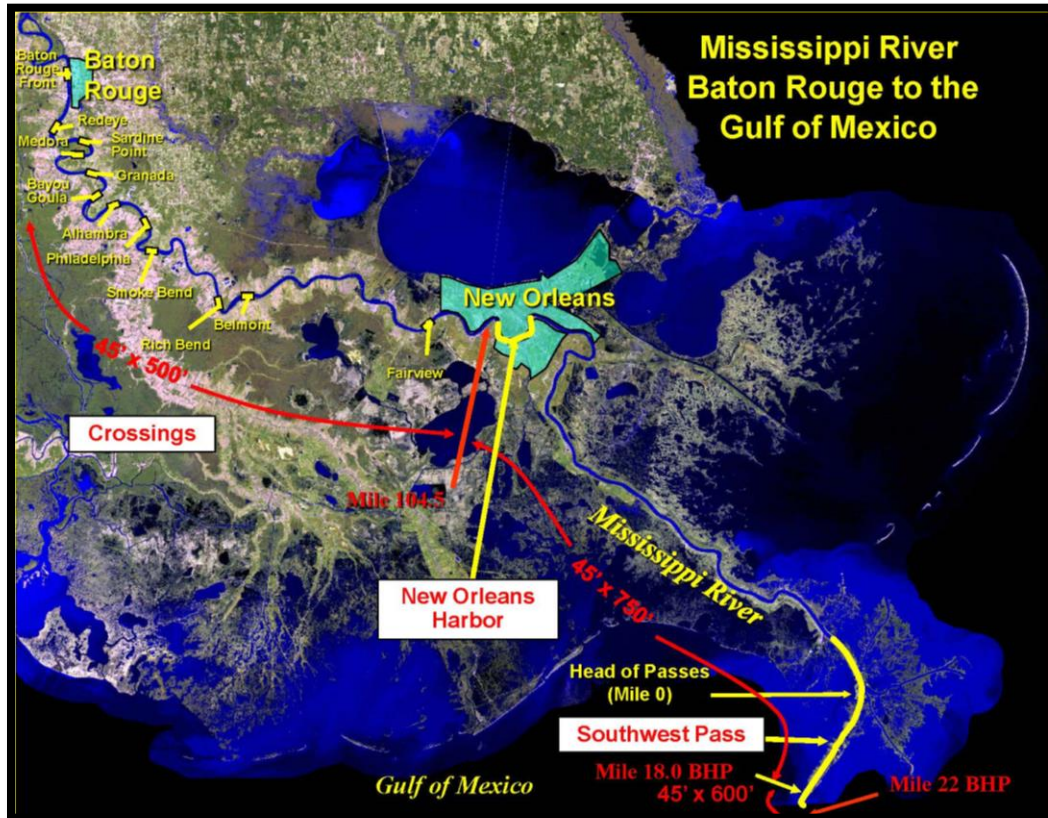 Mississippi River
Baton Rouge to the
Gulf of Mexico
Baton
Rouge
Front
Baton
Rouge
Redeye
Medora
Sardine
Point
Granada
Bayou
Goula
Alhambra
Philadelphia
Smoke Bend
Rich Bend
Belmont
Fairview
New Orleans
45' x 500'
Crossings
Mile 104.5
New Orleans
Harbor
45' x 750'
Mississippi River
Head of Passes
(Mile 0)
Southwest Pass
Mile 18.0 BHP
45' x 600'
Mile 22 BHP
Gulf of Mexico